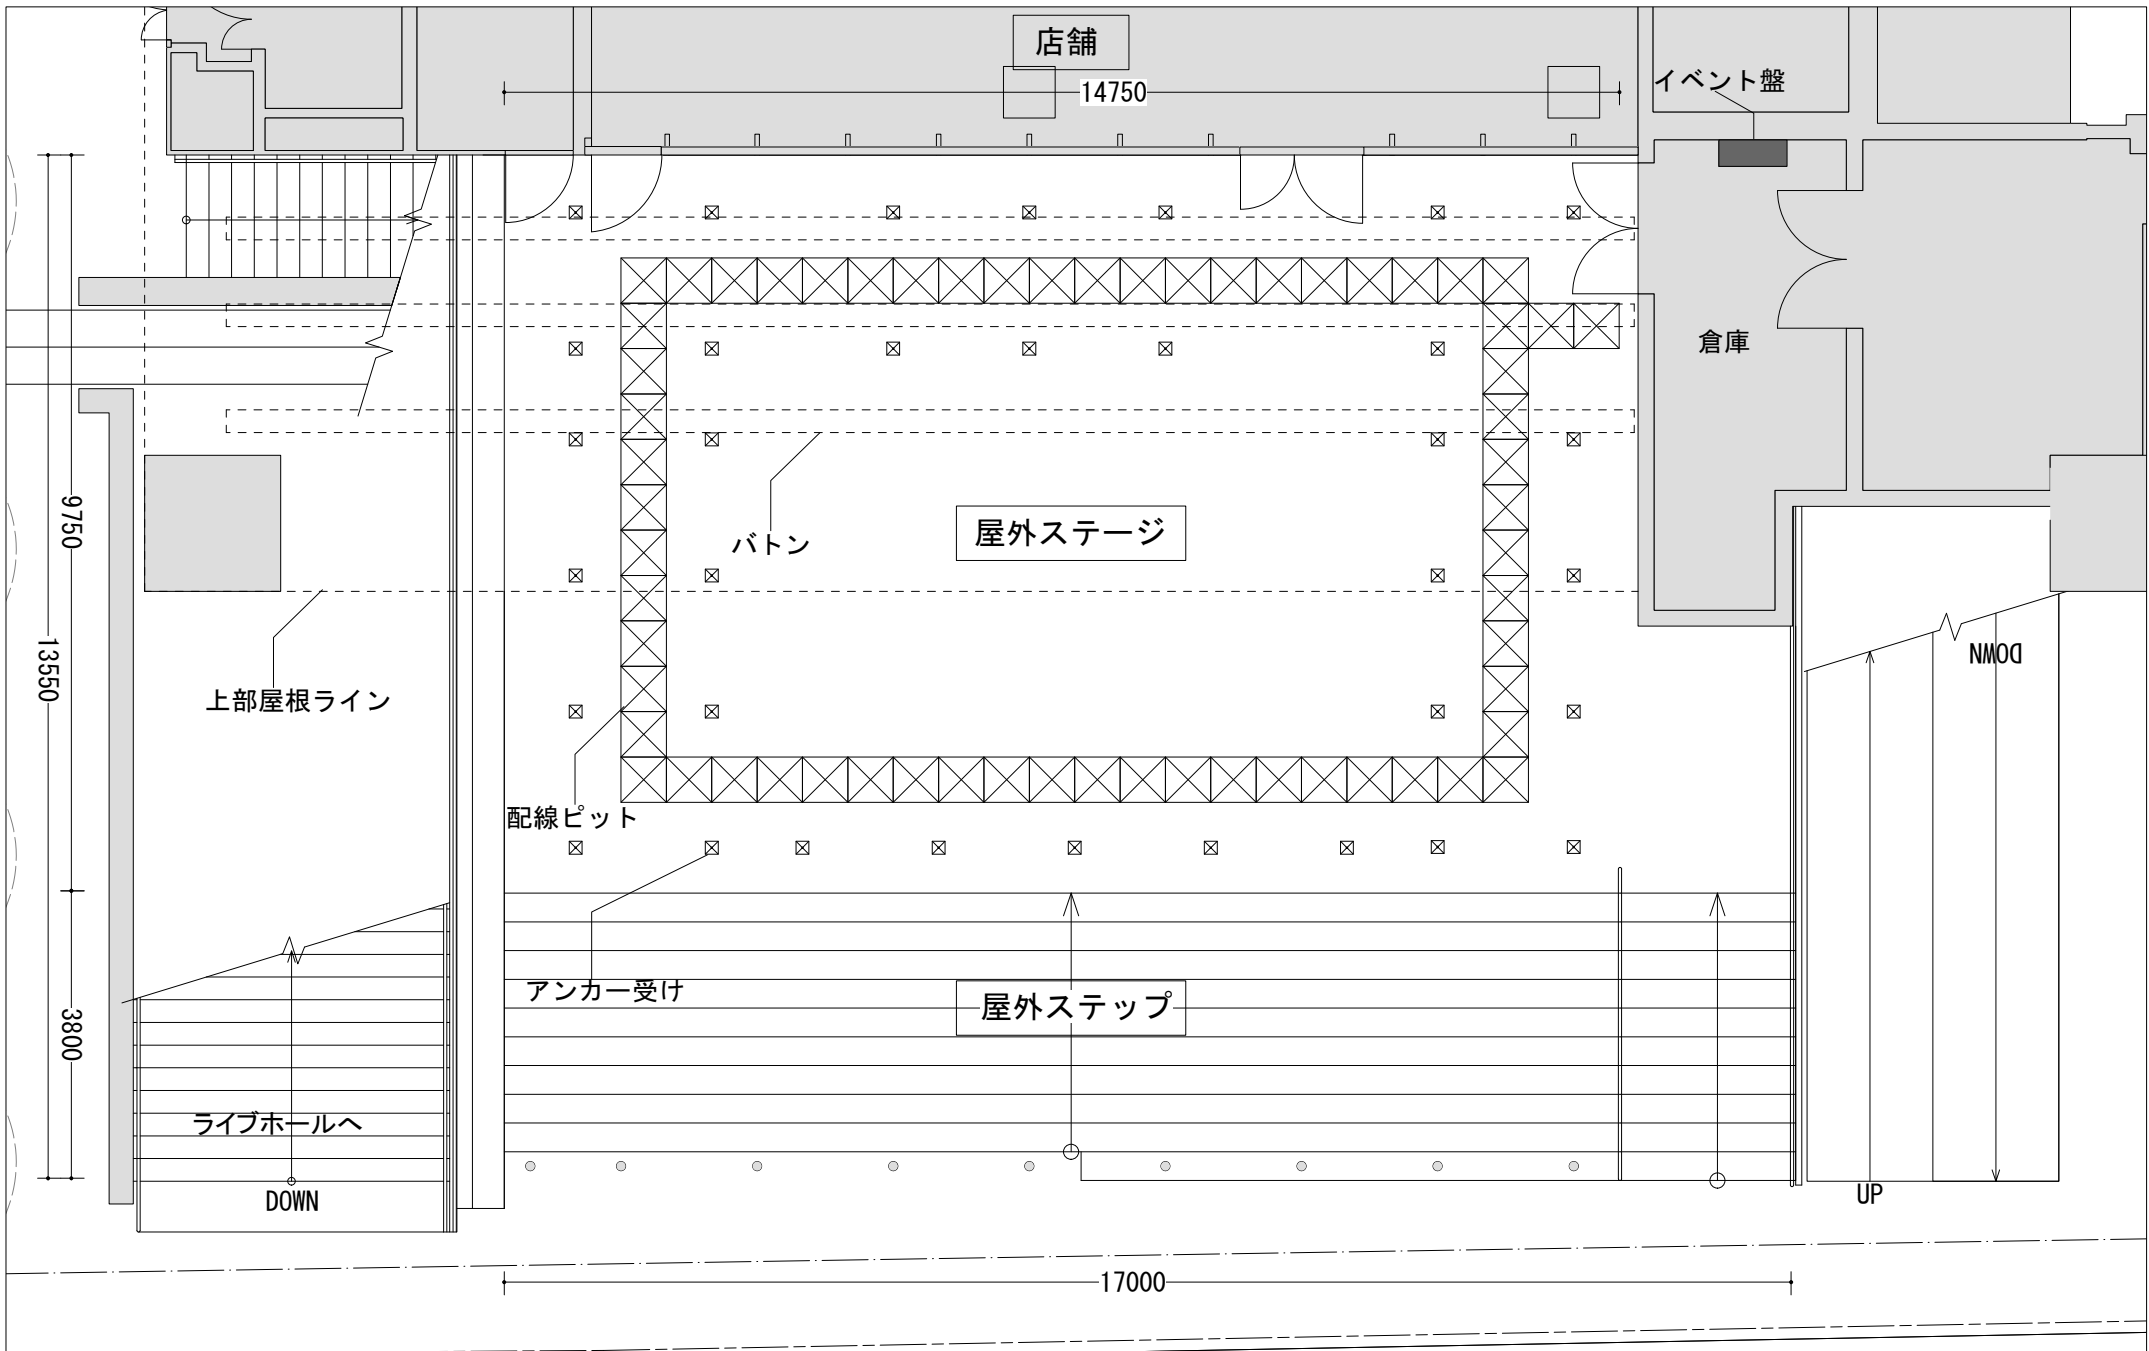 店舗
イベント盤
14750
倉庫
9750
屋外ステージ
バトン
13550
DOWN
上部屋根ライン
配線ピット
アンカー受け
屋外ステップ
3800
ライブホールへ
DOWN
UP
17000